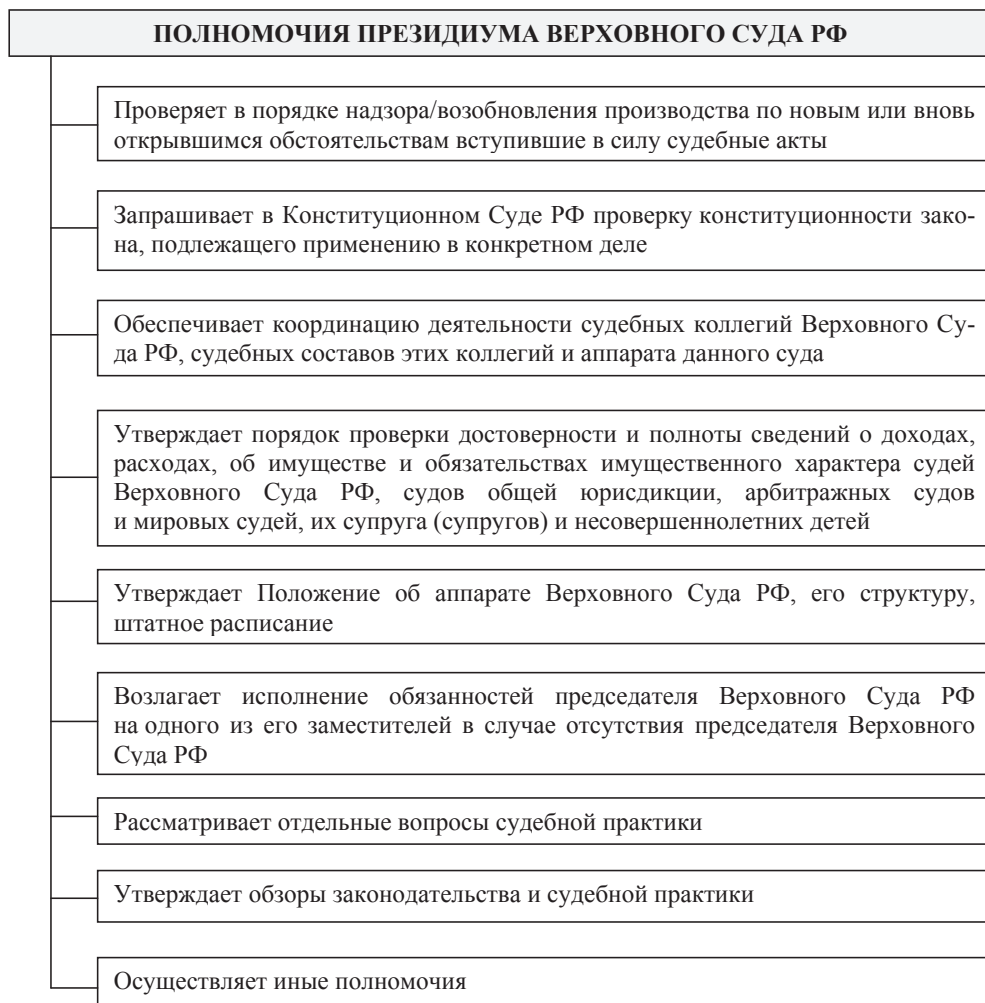 ПОЛНОМОЧИЯ ПРЕЗИДИУМА ВЕРХОВНОГО СУДА РФ
Проверяет в порядке надзора/возобновления производства по новым или вновь
открывшимся обстоятельствам вступившие в силу судебные акты
Запрашивает в Конституционном Суде РФ проверку конституционности зако-
на, подлежащего применению в конкретном деле
Обеспечивает координацию деятельности судебных коллегий Верховного Су-
да РФ, судебных составов этих коллегий и аппарата данного суда
Утверждает порядок проверки достоверности и полноты сведений о доходах,
расходах, об имуществе и обязательствах имущественного характера судей
Верховного Суда РФ, судов общей юрисдикции, арбитражных судов
и мировых судей, их супруга (супругов) и несовершеннолетних детей
Утверждает Положение об аппарате Верховного Суда РФ, его структуру,
штатное расписание
Возлагает исполнение обязанностей председателя Верховного Суда РФ
на одного из его заместителей в случае отсутствия председателя Верховного
Суда РФ
Рассматривает отдельные вопросы судебной практики
Утверждает обзоры законодательства и судебной практики
Осуществляет иные полномочия